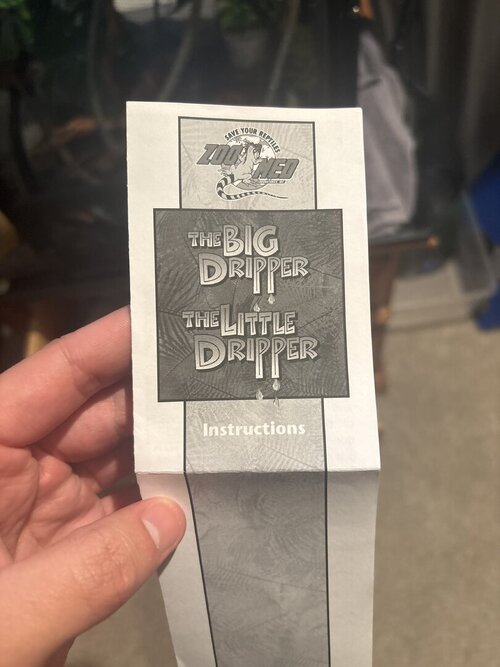 SAVE YOUR REPTILES
ZOO MED
THE BIG
DRIPPER
THE LITTLE
DRIPPER
Instructions